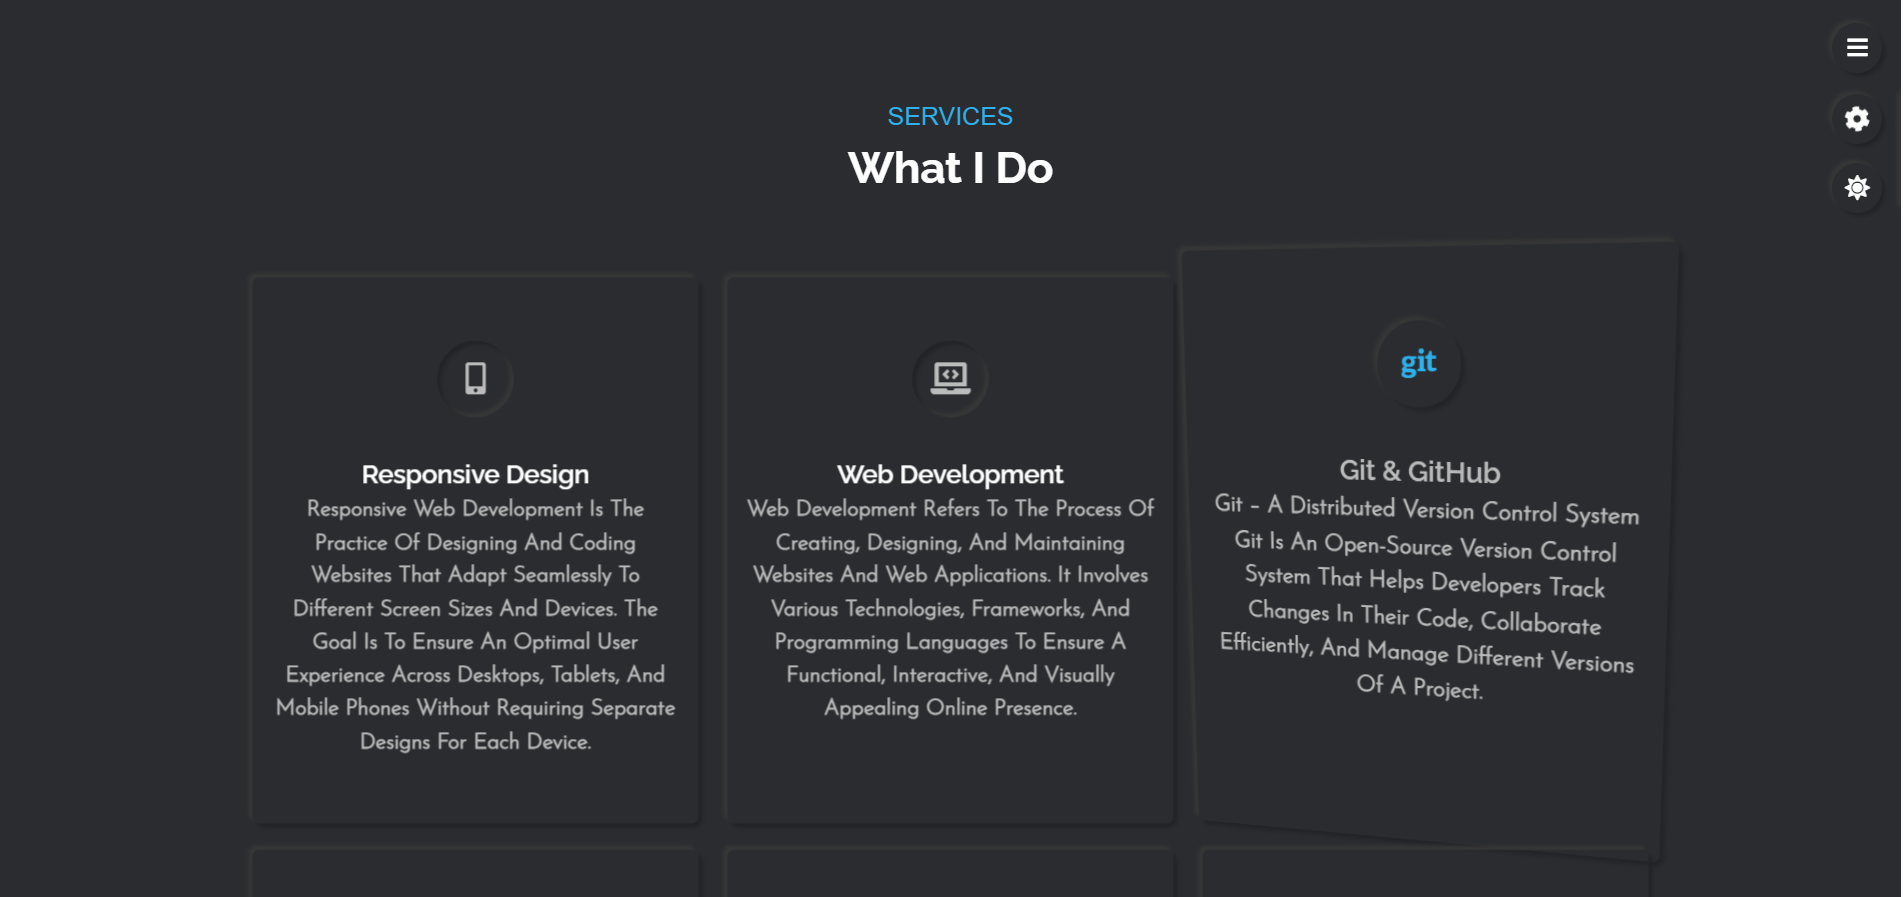 SERVICES
What I Do
Responsive Design
Responsive Web Development Is The
Practice Of Designing And Coding
Websites That Adapt Seamlessly To
Different Screen Sizes And Devices. The
Goal Is To Ensure An Optimal User
Experience Across Desktops, Tablets, And
Mobile Phones Without Requiring Separate
Designs For Each Device.
Web Development
Web Development Refers To The Process Of
Creating, Designing, And Maintaining
Websites And Web Applications. It Involves
Various Technologies, Frameworks, And
Programming Languages To Ensure A
Functional, Interactive, And Visually
Appealing Online Presence.
git
Git & GitHub
Git – A Distributed Version Control System
Git Is An Open-Source Version Control
System That Helps Developers Track
Changes In Their Code, Collaborate
Efficiently, And Manage Different Versions
Of A Project.